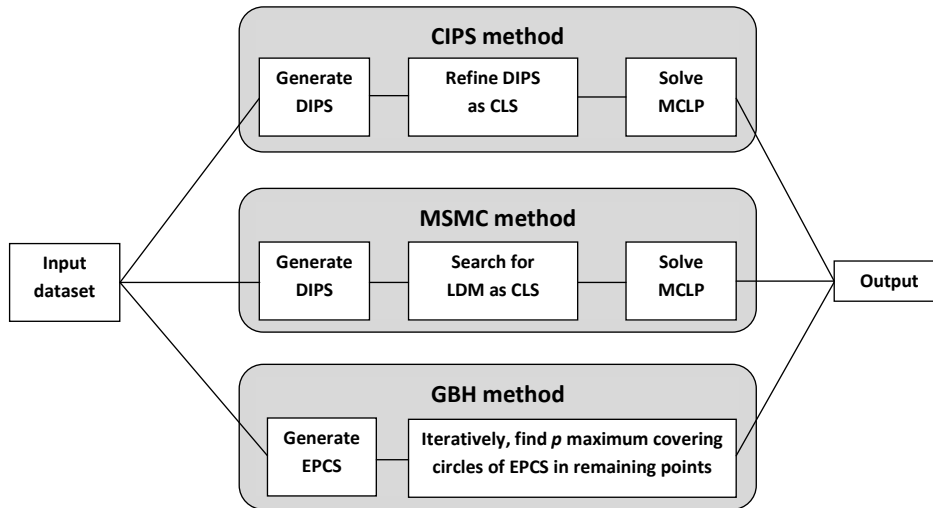 CIPS method
Generate
DIPS
Refine DIPS
as CLS
Solve
MCLP
MSMC method
Input
dataset
Generate
DIPS
Search for
LDM as CLS
Solve
MCLP
Output
GBH method
Generate
EPCS
Iteratively, find p maximum covering
circles of EPCS in remaining points